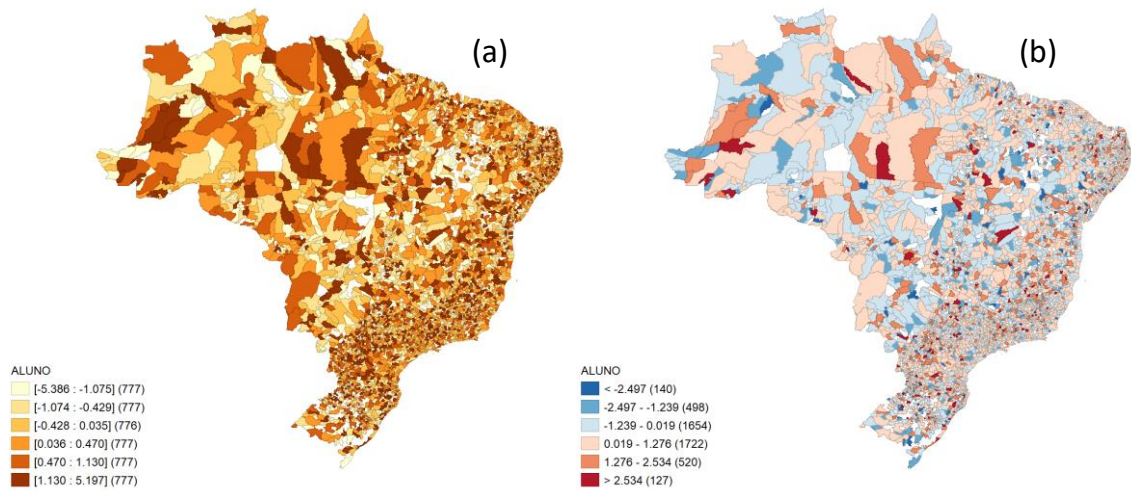 (a)
(b)
ALUNO
[-5.386 : -1.075] (777)
[-1.074 : -0.429] (777)
[-0.428 : 0.035] (776)
[0.036 : 0.470] (777)
[0.470 : 1.130] (777)
[1.130 : 5.197] (777)
ALUNO
< -2.497 (140)
-2.497 - -1.239 (498)
-1.239 - 0.019 (1654)
0.019 - 1.276 (1722)
1.276 - 2.534 (520)
> 2.534 (127)